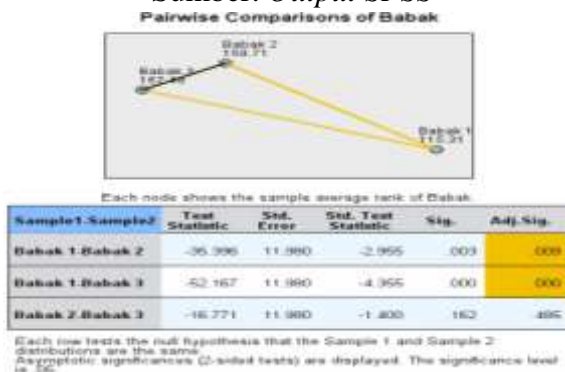 Sumber: Output SPSS
Pairwise Comparisons of Babak
Babak 2
Babak 3
Babak 1
Each node shows the sample average rank of Babak.
Sample1-Sample2 Test Statistic Std. Error Std. Test Statistic Sig. Adj.Sig.
Babak 1-Babak 2 11.980 -2.955 .003 .009
Babak 1-Babak 3 -52.167 11.980 -4.355 .000 .000
Babak 2-Babak 3 -16.771 11.980 -1.400 .162 .485
Each row tests the null hypothesis that the Sample 1 and Sample 2
distributions are the same.
Asymptotic significances (2-sided tests) are displayed. The significance level
is .05.